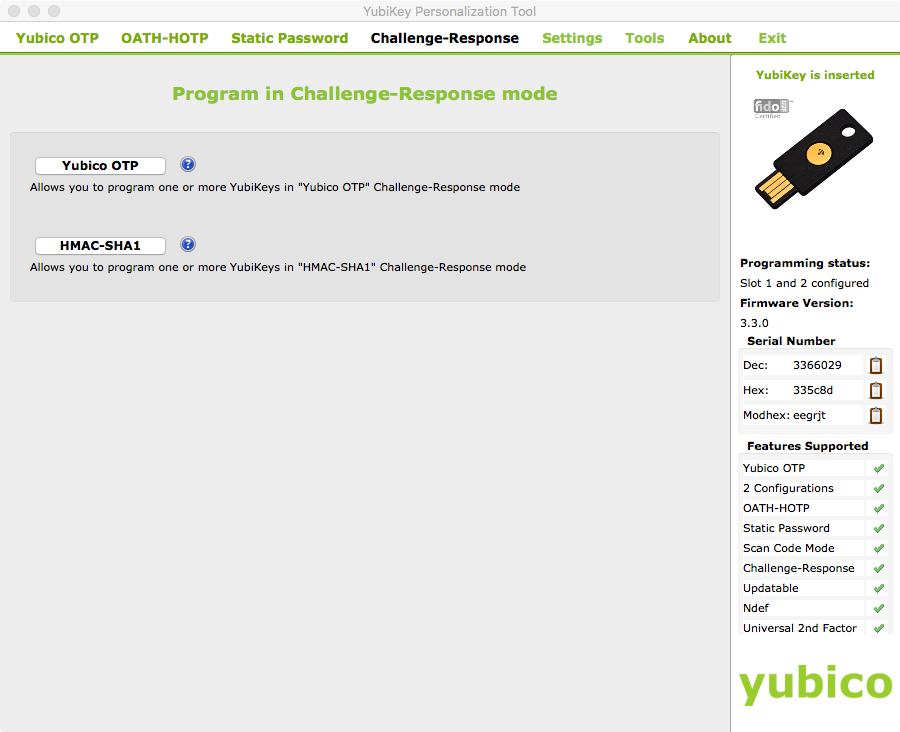 YubiKey Personalization Tool
Yubico OTP OATH-HOTP Static Password Challenge-Response Settings Tools About Exit
Program in Challenge-Response mode
Yubico OTP ?
Allows you to program one or more YubiKeys in "Yubico OTP" Challenge-Response mode
HMAC-SHA1 ?
Allows you to program one or more YubiKeys in "HMAC-SHA1" Challenge-Response mode
YubiKey is inserted
fido
Certified
Programming status:
Slot 1 and 2 configured
Firmware Version:
3.3.0
Serial Number
Dec: 3366029
Hex: 335c8d
Modhex: eegrjt
Features Supported
Yubico OTP
2 Configurations
OATH-HOTP
Static Password
Scan Code Mode
Challenge-Response
Updatable
Ndef
Universal 2nd Factor
yubico